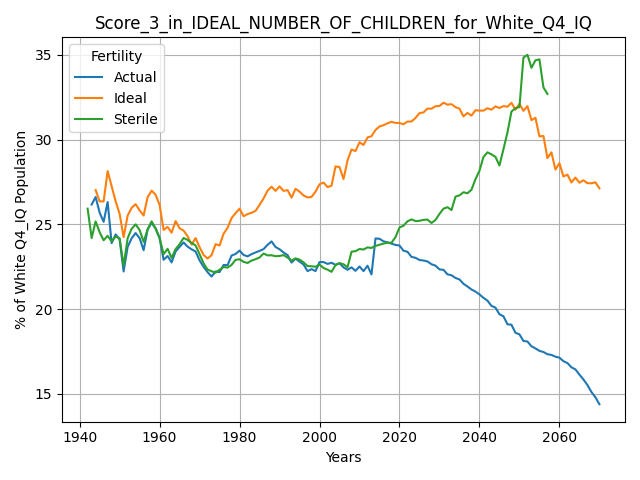 Score_3_in_IDEAL_NUMBER_OF_CHILDREN_for_White_Q4_IQ
% of White Q4_IQ Population
35
30
25
20
15
Fertility
Actual
Ideal
Sterile
1940 1960 1980 2000 2020 2040 2060
Years